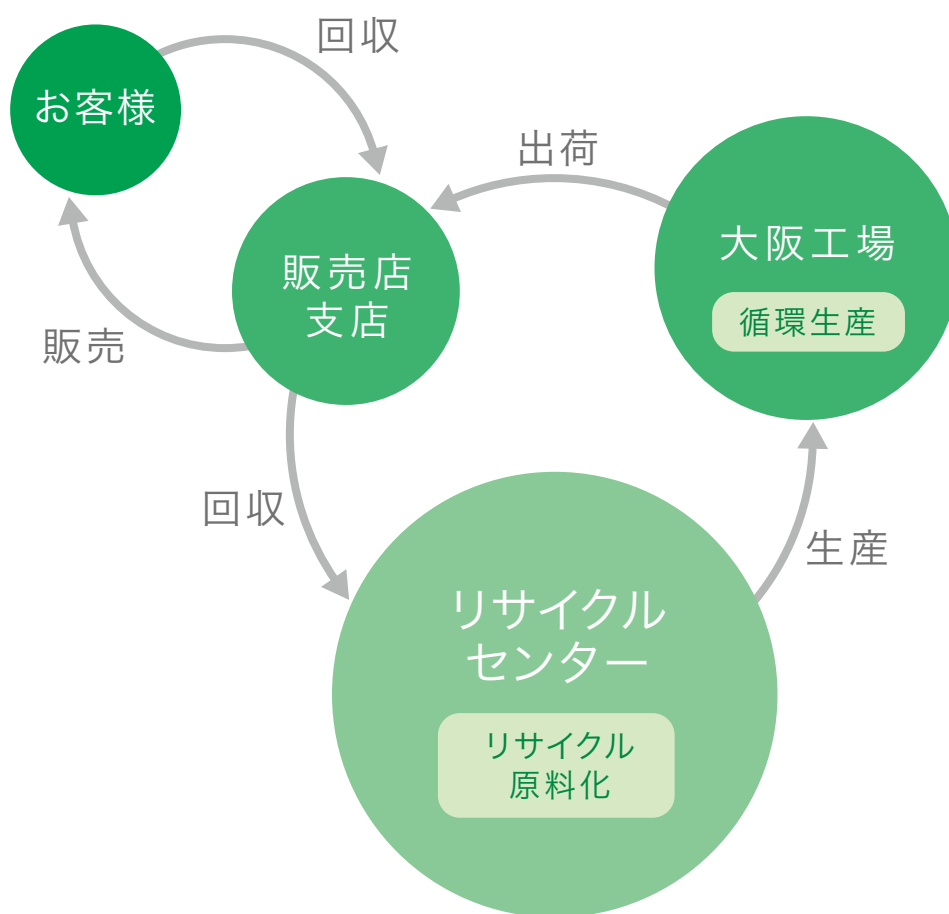 回収
お客様
出荷
大阪工場
循環生産
販売店
支店
販売
回収
生産
リサイクル
センター
リサイクル
原料化